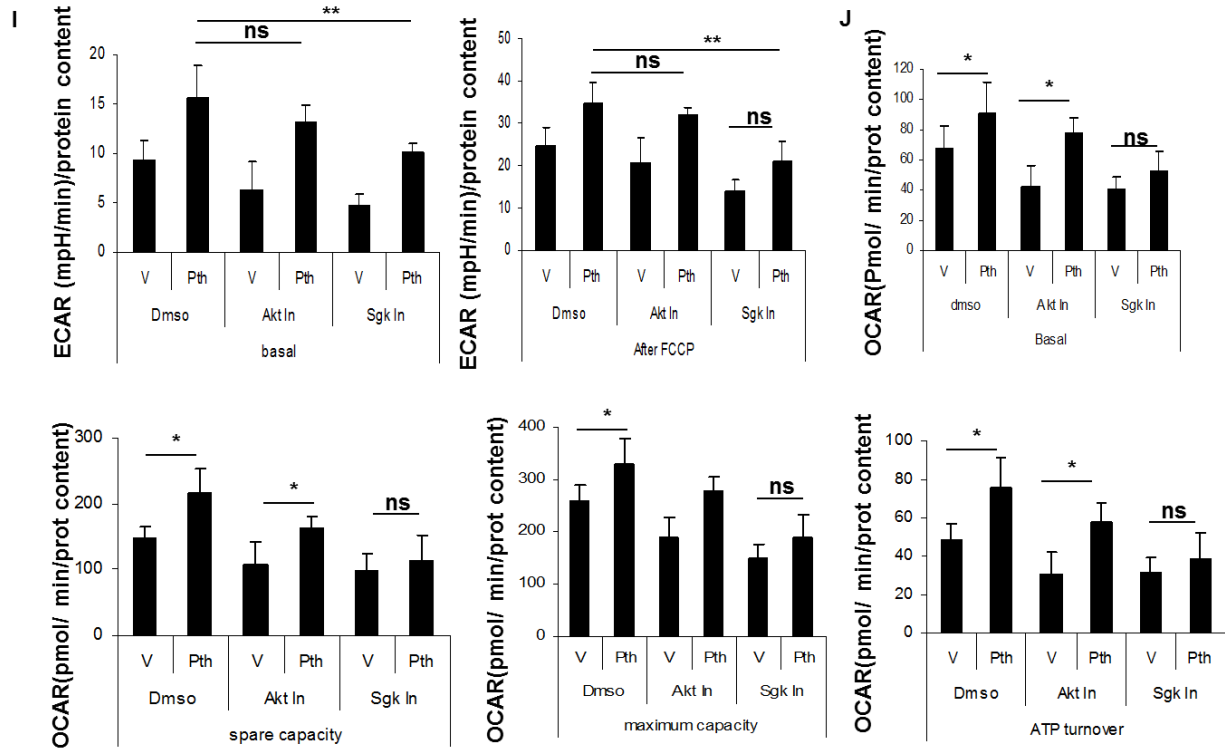 I
ECAR (mpH/min)/protein content
20
15
10
5
0
ns
**
V Pth V Pth V Pth
Dmso Akt In Sgk In
basal
ECAR (mpH/min)/protein content
50
40
30
20
10
0
ns
**
ns
V Pth V Pth V Pth
Dmso Akt In Sgk In
After FCCP
J
OCAR(Pmol/ min/prot content)
120
100
80
60
40
20
0
* * ns
V Pth V Pth V Pth
dmso Akt In Sgk In
Basal
OCAR(pmol/ min/prot content)
300
200
100
0
* * ns
V Pth V Pth V Pth
Dmso Akt In Sgk In
spare capacity
OCAR(pmol/ min/prot content)
400
300
200
100
0
* ns
V Pth V Pth V Pth
Dmso Akt In Sgk In
maximum capacity
OCAR(pmol/ min/prot content
100
80
60
40
20
0
* * ns
V Pth V Pth V Pth
Dmso Akt In Sgk In
ATP turnover